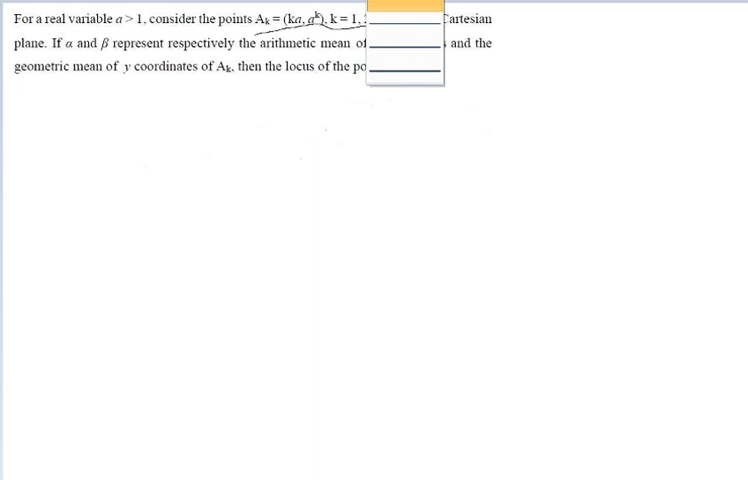 For a real variable a > 1, consider the points Aₖ = (ka, aᵏ), k = 1, artesian
plane. If α and β represent respectively the arithmetic mean of and the
geometric mean of y coordinates of Aₖ, then the locus of the po